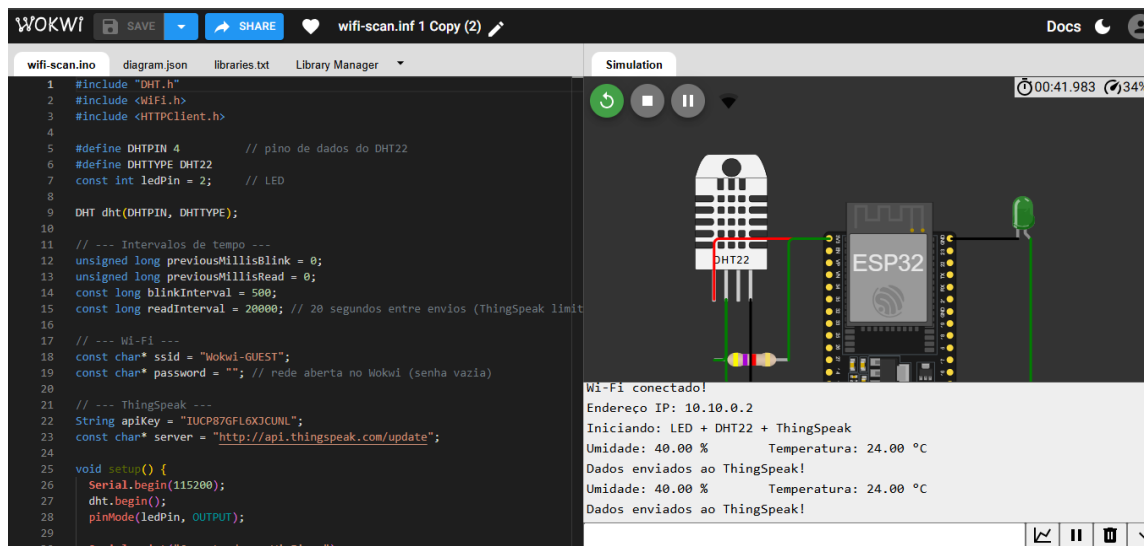 WOKWi SAVE SHARE wifi-scan.inf 1 Copy (2) Docs
wifi-scan.ino diagram.json libraries.txt Library Manager
1 #include "DHT.h"
2 #include <WiFi.h>
3 #include <HTTPClient.h>
4
5 #define DHTPIN 4 // pino de dados do DHT22
6 #define DHTTYPE DHT22
7 const int ledPin = 2; // LED
8
9 DHT dht(DHTPIN, DHTTYPE);
10
11 // --- Intervalos de tempo ---
12 unsigned long previousMillisBlink = 0;
13 unsigned long previousMillisRead = 0;
14 const long blinkInterval = 500;
15 const long readInterval = 20000; // 20 segundos entre envios (ThingSpeak limit
16
17 // --- Wi-Fi ---
18 const char* ssid = "Wokwi-GUEST";
19 const char* password = ""; // rede aberta no Wokwi (senha vazia)
20
21 // --- ThingSpeak ---
22 String apiKey = "IUCP87GFL6XJCUNL";
23 const char* server = "http://api.thingspeak.com/update";
24
25 void setup() {
26 Serial.begin(115200);
27 dht.begin();
28 pinMode(ledPin, OUTPUT);
29
Simulation
00:41.983 34%
DHT22
ESP32
Wi-Fi conectado!
Endereço IP: 10.10.0.2
Iniciando: LED + DHT22 + ThingSpeak
Umidade: 40.00 % Temperatura: 24.00 °C
Dados enviados ao ThingSpeak!
Umidade: 40.00 % Temperatura: 24.00 °C
Dados enviados ao ThingSpeak!